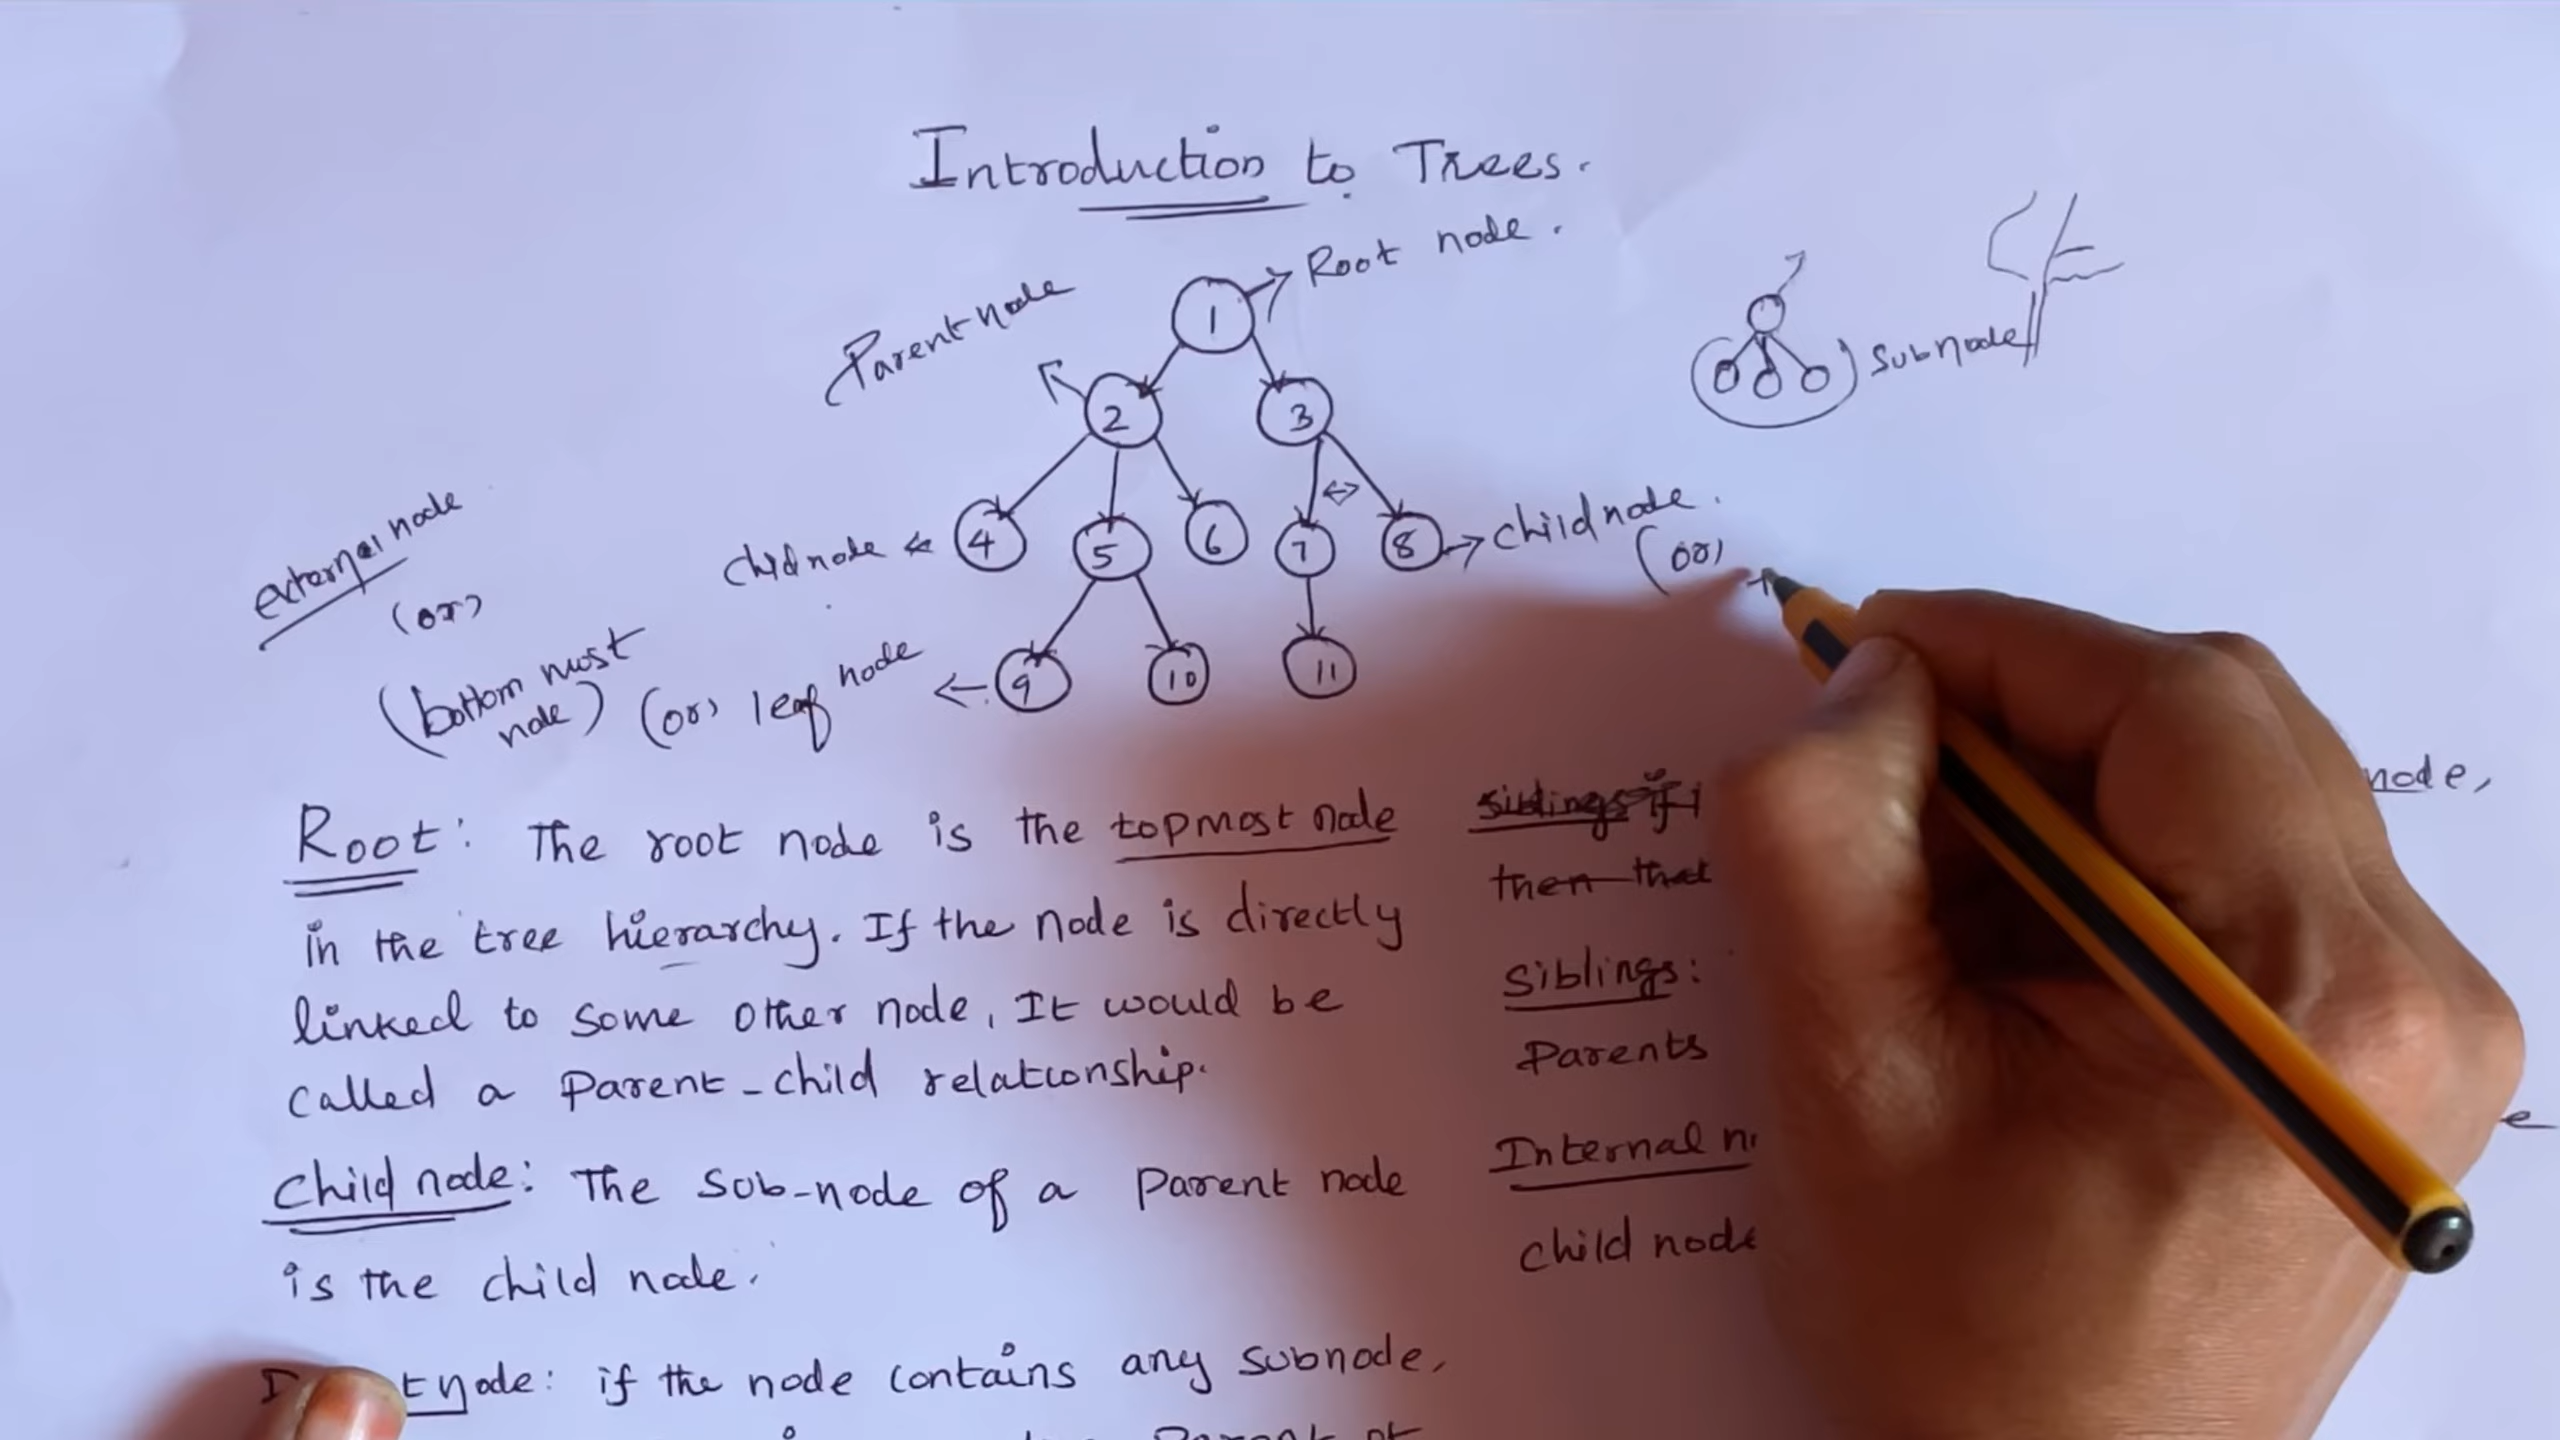 Introduction to Trees.
Root node.
Parent node
1
2
3
Subnode
external node
(or)
(bottom most
node) (or) leaf node
child node
4
5
6
7
8
child node.
(or)
9
10
11
Root: The root node is the topmost node
in the tree hierarchy. If the node is directly
linked to some other node, It would be
called a Parent-child relationship.
child node: The Sub-node of a Parent node
is the child node.
t node: if the node contains any subnode,
Parent of
siblings if
then that
node,
Siblings:
Parents
Internal n
child node
e